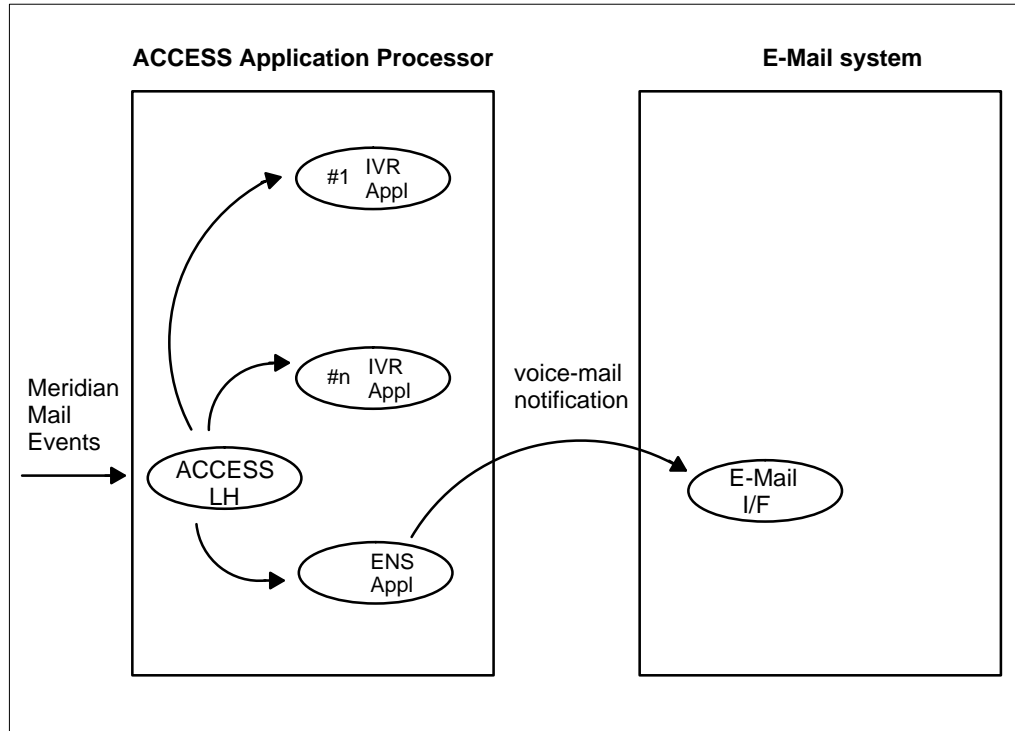 ACCESS Application Processor
E-Mail system
#1 IVR
Appl
#n IVR
Appl
voice-mail
notification
Meridian
Mail
Events
ACCESS
LH
E-Mail
I/F
ENS
Appl